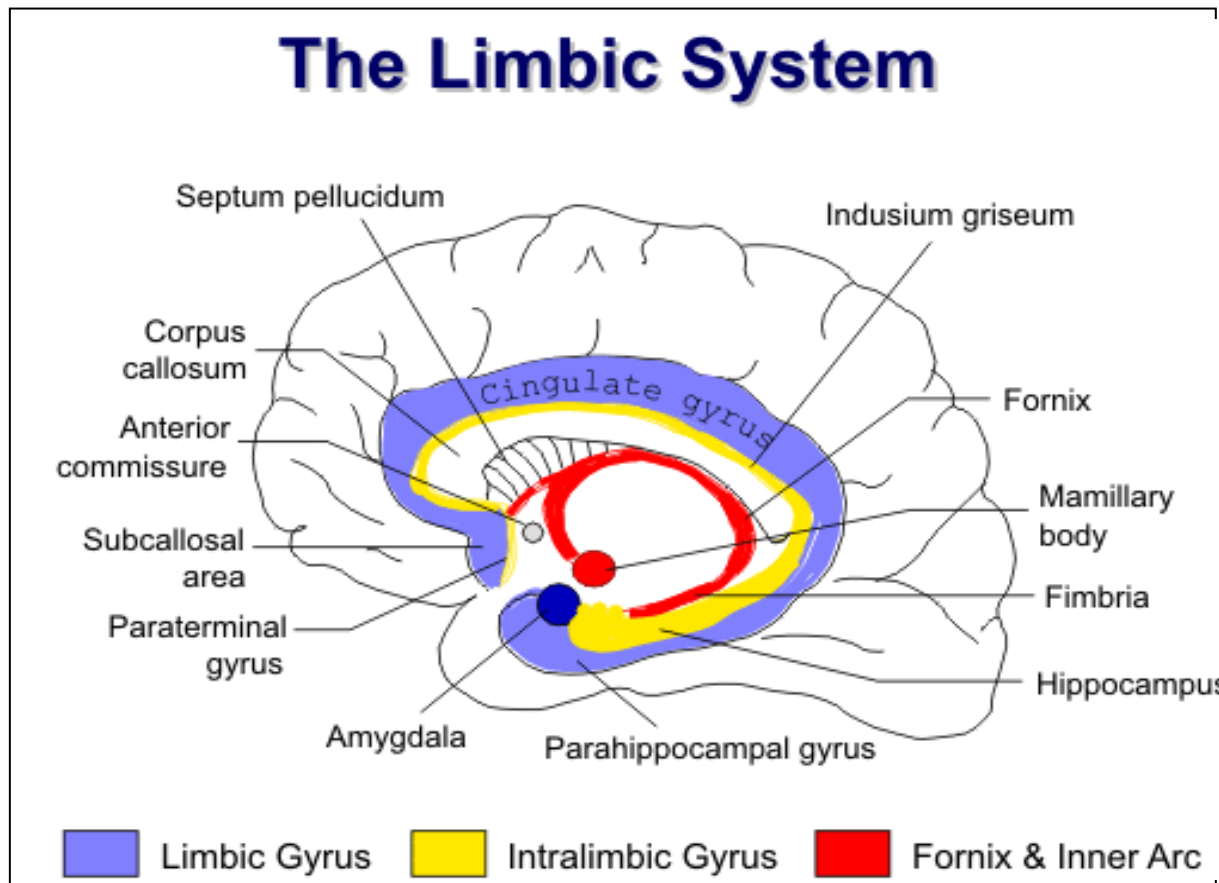 The Limbic System
Septum pellucidum
Indusium griseum
Corpus
callosum
Cingulate gyrus
Fornix
Anterior
commissure
Mamillary
body
Subcallosal
area
Fimbria
Paraterminal
gyrus
Hippocampus
Amygdala
Parahippocampal gyrus
Limbic Gyrus
Intralimbic Gyrus
Fornix & Inner Arc